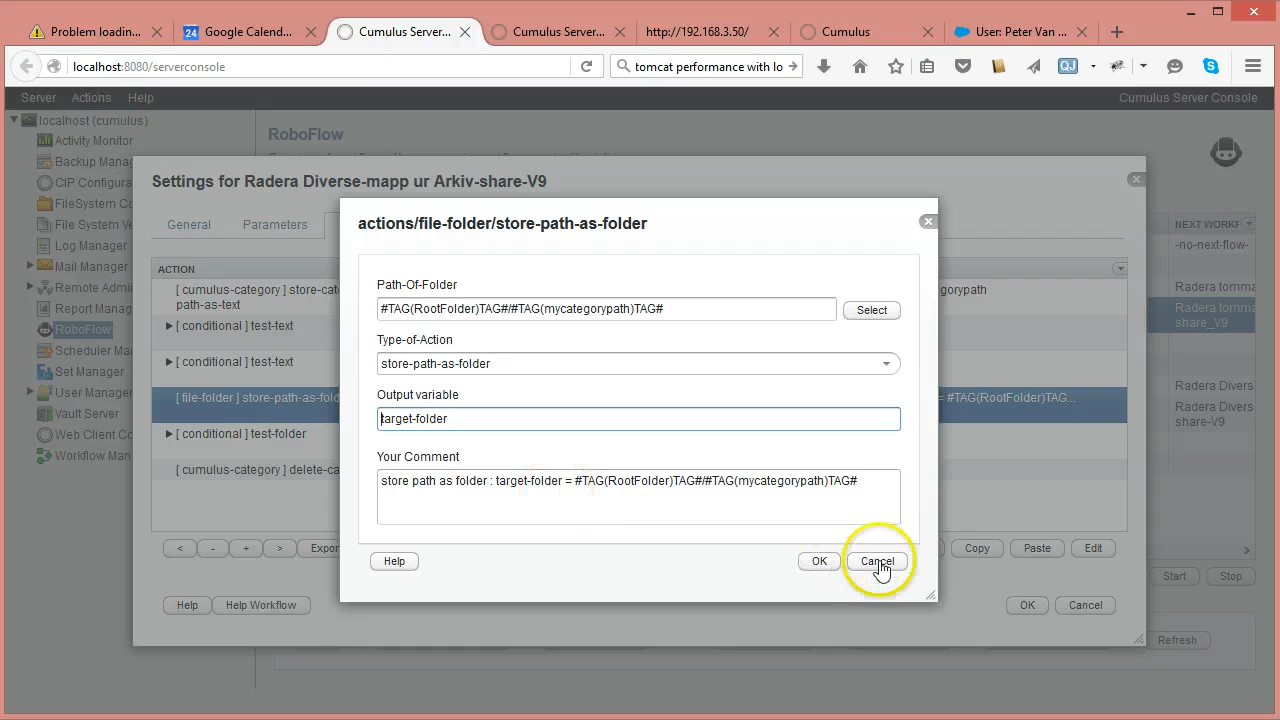 Problem loadin...
24
Google Calend...
Cumulus Server...
Cumulus Server...
http://192.168.3.50/
Cumulus
User: Peter Van ...
localhost:8080/serverconsole
tomcat performance with lo
QJ
Server
Actions
Help
Cumulus Server Console
localhost (cumulus)
Activity Monitor
Backup Mana
CIP Configura
FileSystem Co
File System Ve
Log Manager
Mail Manager
Remote Admi
Report Manag
RoboFlow
Scheduler Ma
Set Manager
User Manager
Vault Server
Web Client Co
Workflow Man
RoboFlow
Settings for Radera Diverse-mapp ur Arkiv-share-V9
General
Parameters
ACTION
[ cumulus-category ] store-cate
path-as-text
[ conditional ] test-text
[ conditional ] test-text
[ file-folder ] store-path-as-fold
[ conditional ] test-folder
[ cumulus-category ] delete-ca
egorypath
= #TAG(RootFolder)TAG...
NEXT WORKF
-no-next-flow-
Radera tomma
Radera tomma
share_V9
Radera Divers
Radera Divers
share-V9
actions/file-folder/store-path-as-folder
Path-Of-Folder
#TAG(RootFolder)TAG#/#TAG(mycategorypath)TAG#
Select
Type-of-Action
store-path-as-folder
Output variable
target-folder
Your Comment
store path as folder : target-folder = #TAG(RootFolder)TAG#/#TAG(mycategorypath)TAG#
Help
OK
Cancel
<
-
+
>
Expor
Copy
Paste
Edit
Start
Stop
Help
Help Workflow
OK
Cancel
Refresh